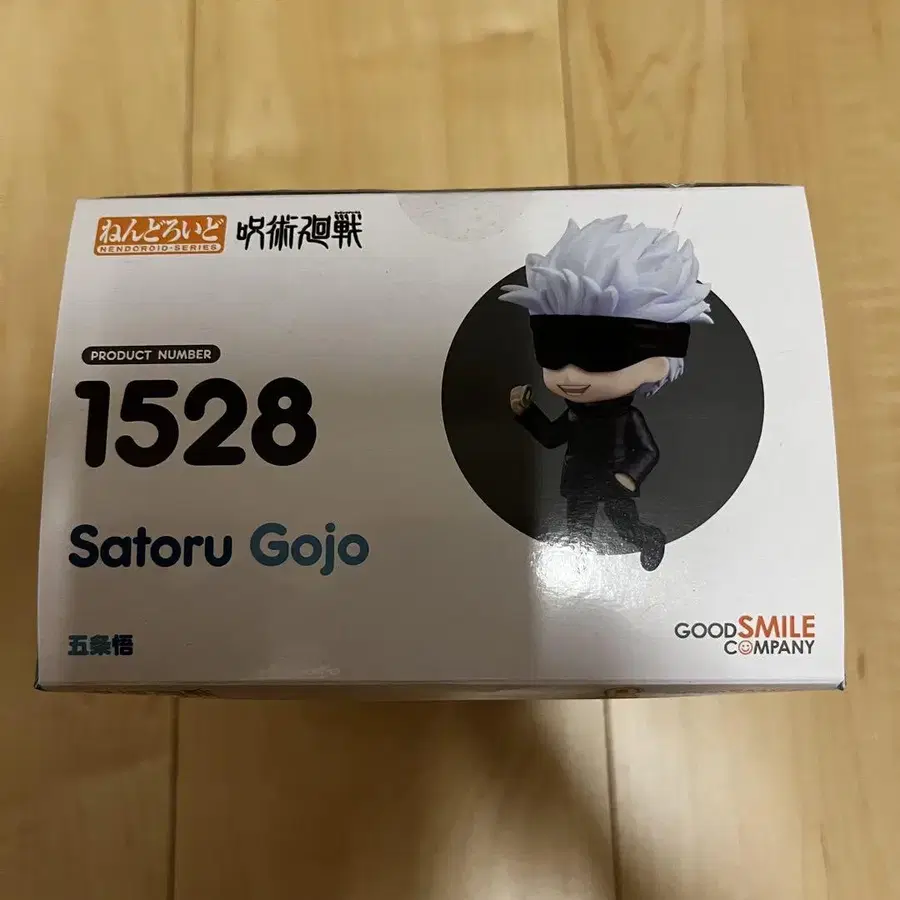 ねんどろいど 呪術廻戦
NENDOROID-SERIES
PRODUCT NUMBER
1528
Satoru Gojo
五条悟
GOODSMILE
COMPANY